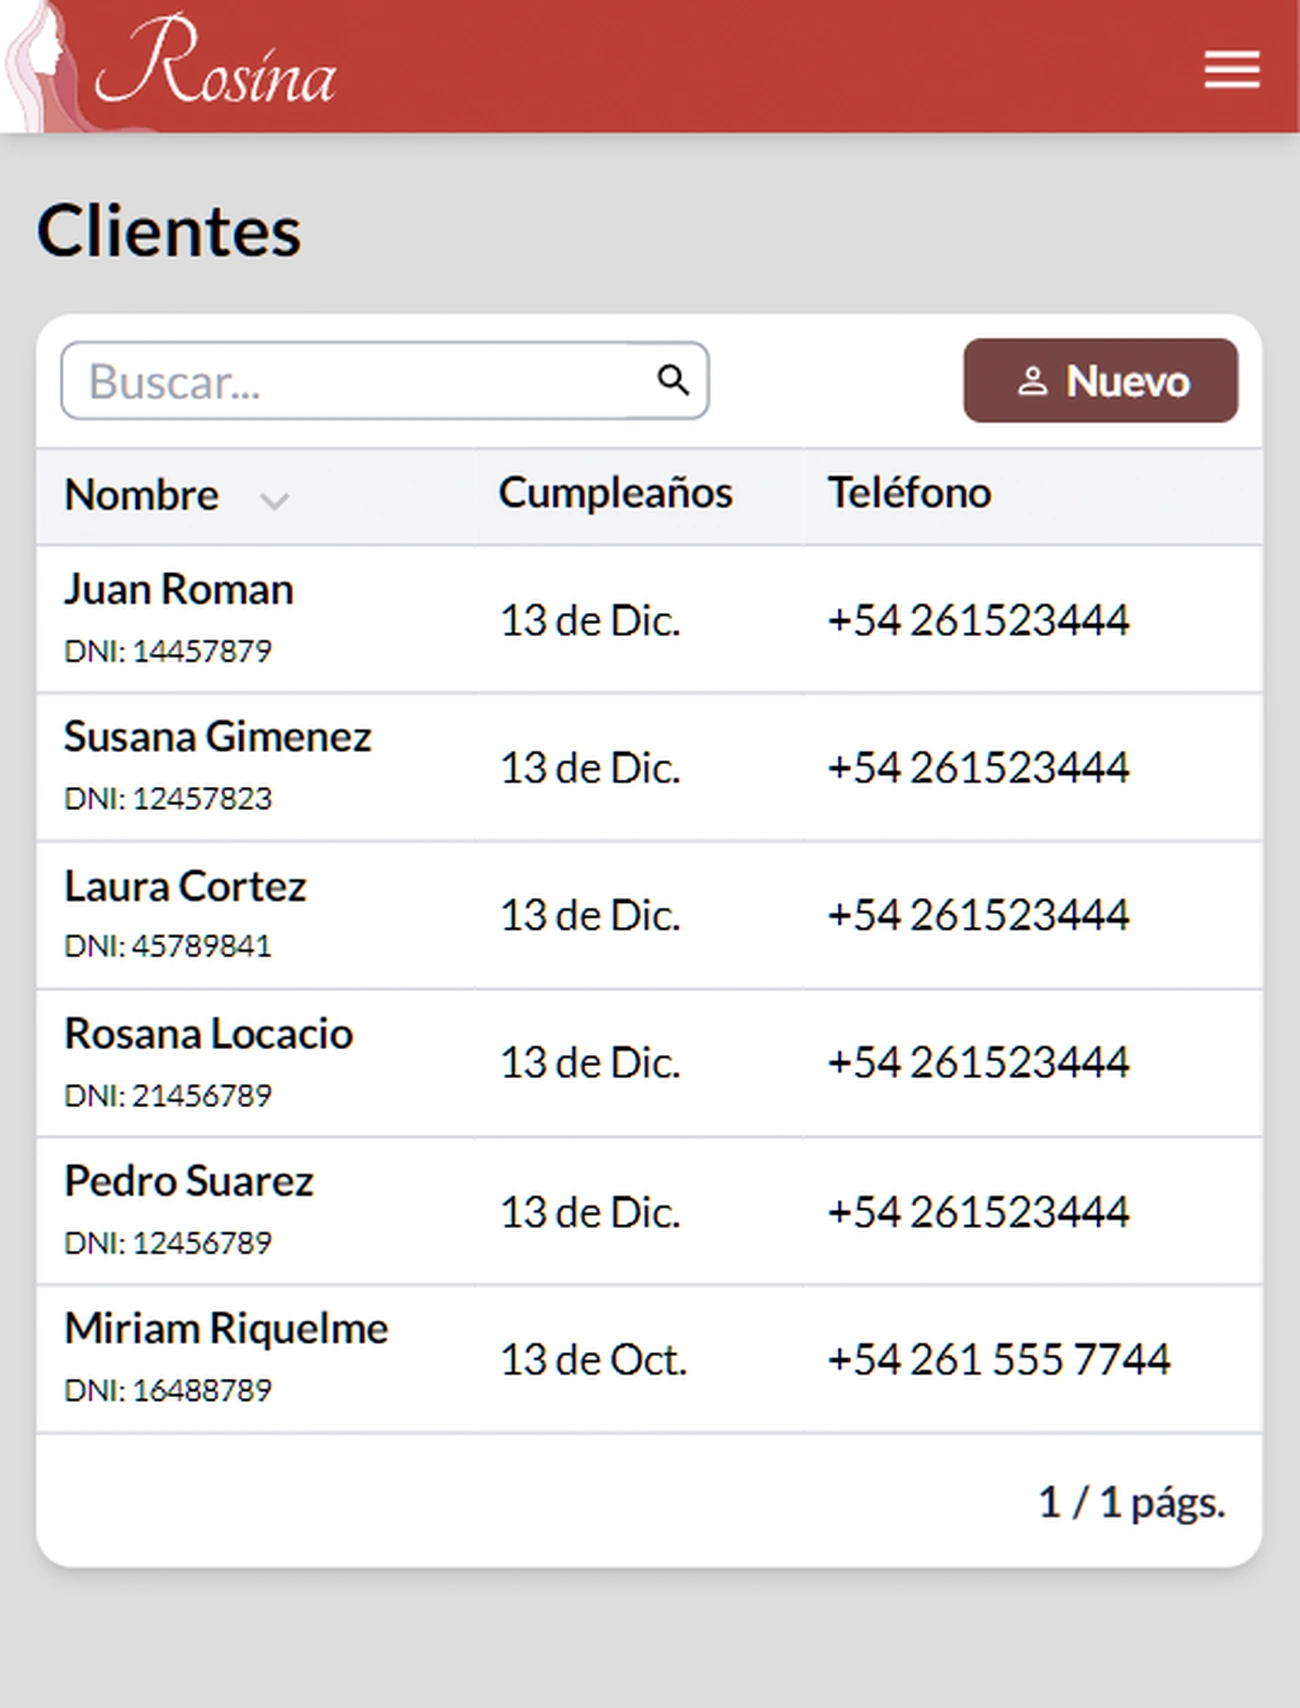 Rosina
Clientes
Buscar...
Nuevo
Nombre Cumpleaños Teléfono
Juan Roman
DNI: 14457879
13 de Dic.
+54 261523444
Susana Gimenez
DNI: 12457823
13 de Dic.
+54 261523444
Laura Cortez
DNI: 45789841
13 de Dic.
+54 261523444
Rosana Locacio
DNI: 21456789
13 de Dic.
+54 261523444
Pedro Suarez
DNI: 12456789
13 de Dic.
+54 261523444
Miriam Riquelme
DNI: 16488789
13 de Oct.
+54 261 555 7744
1 / 1 págs.